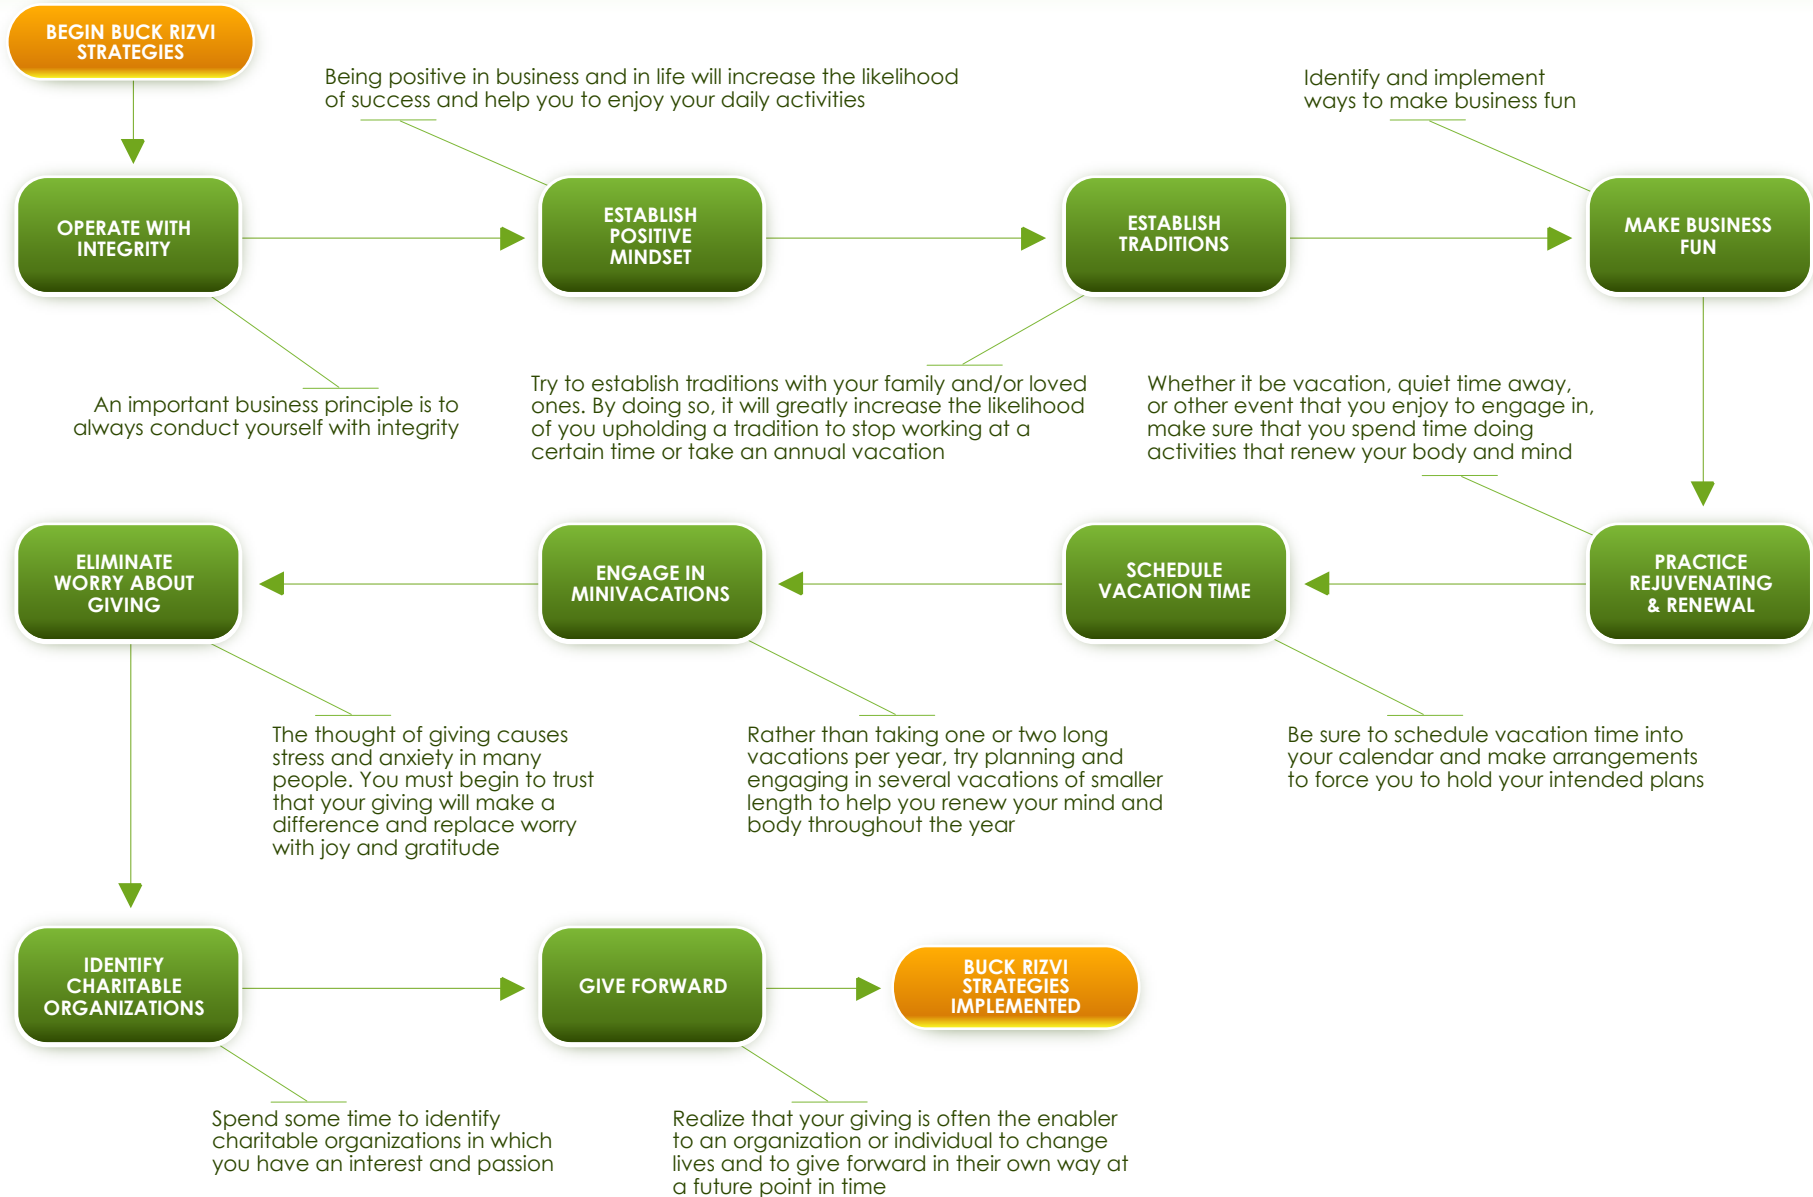 BEGIN BUCK RIZVI
STRATEGIES
Being positive in business and in life will increase the likelihood
of success and help you to enjoy your daily activities
Identify and implement
ways to make business fun
OPERATE WITH
INTEGRITY
ESTABLISH
POSITIVE
MINDSET
ESTABLISH
TRADITIONS
MAKE BUSINESS
FUN
An important business principle is to
always conduct yourself with integrity
Try to establish traditions with your family and/or loved
ones. By doing so, it will greatly increase the likelihood
of you upholding a tradition to stop working at a
certain time or take an annual vacation
Whether it be vacation, quiet time away,
or other event that you enjoy to engage in,
make sure that you spend time doing
activities that renew your body and mind
PRACTICE
REJUVENATING
& RENEWAL
SCHEDULE
VACATION TIME
ENGAGE IN
MINIVACATIONS
ELIMINATE
WORRY ABOUT
GIVING
Be sure to schedule vacation time into
your calendar and make arrangements
to force you to hold your intended plans
Rather than taking one or two long
vacations per year, try planning and
engaging in several vacations of smaller
length to help you renew your mind and
body throughout the year
The thought of giving causes
stress and anxiety in many
people. You must begin to trust
that your giving will make a
difference and replace worry
with joy and gratitude
IDENTIFY
CHARITABLE
ORGANIZATIONS
GIVE FORWARD
BUCK RIZVI
STRATEGIES
IMPLEMENTED
Spend some time to identify
charitable organizations in which
you have an interest and passion
Realize that your giving is often the enabler
to an organization or individual to change
lives and to give forward in their own way at
a future point in time